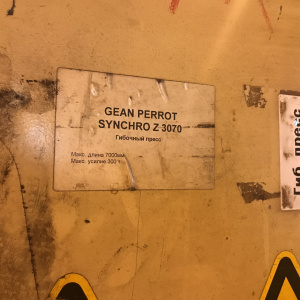 GEAN PERROT
SYNCHRO Z 3070
Гибочный пресс
Макс. длина 7000мм
Макс. усилие 300 т